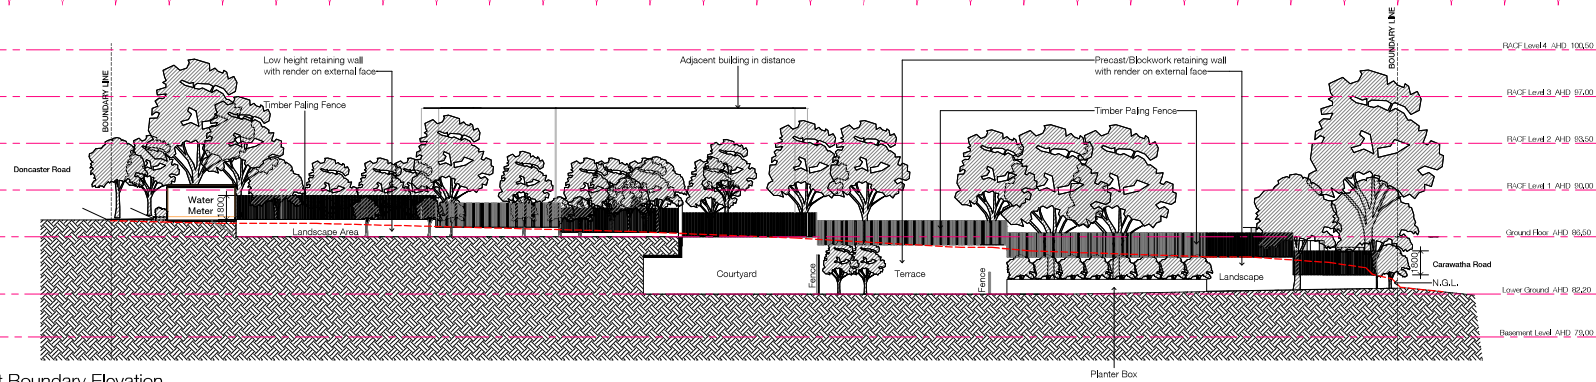 BOUNDARY LINE
BOUNDARY LINE
RACF Level 4 AHD 100.50
Low height retaining wall
with render on external face
Adjacent building in distance
Precast/Blockwork retaining wall
with render on external face
RACF Level 3 AHD 97.00
Timber Paling Fence
Timber Paling Fence
RACF Level 2 AHD 93.50
Doncaster Road
RACF Level 1 AHD 90.00
Water
Meter
1800
Landscape Area
Ground Floor AHD 86.50
Courtyard
Fence
Terrace
Fence
Landscape
1800
Carawatha Road
N.G.L.
Lower Ground AHD 82.20
Basement Level AHD 79.00
Planter Box
Boundary Elevation